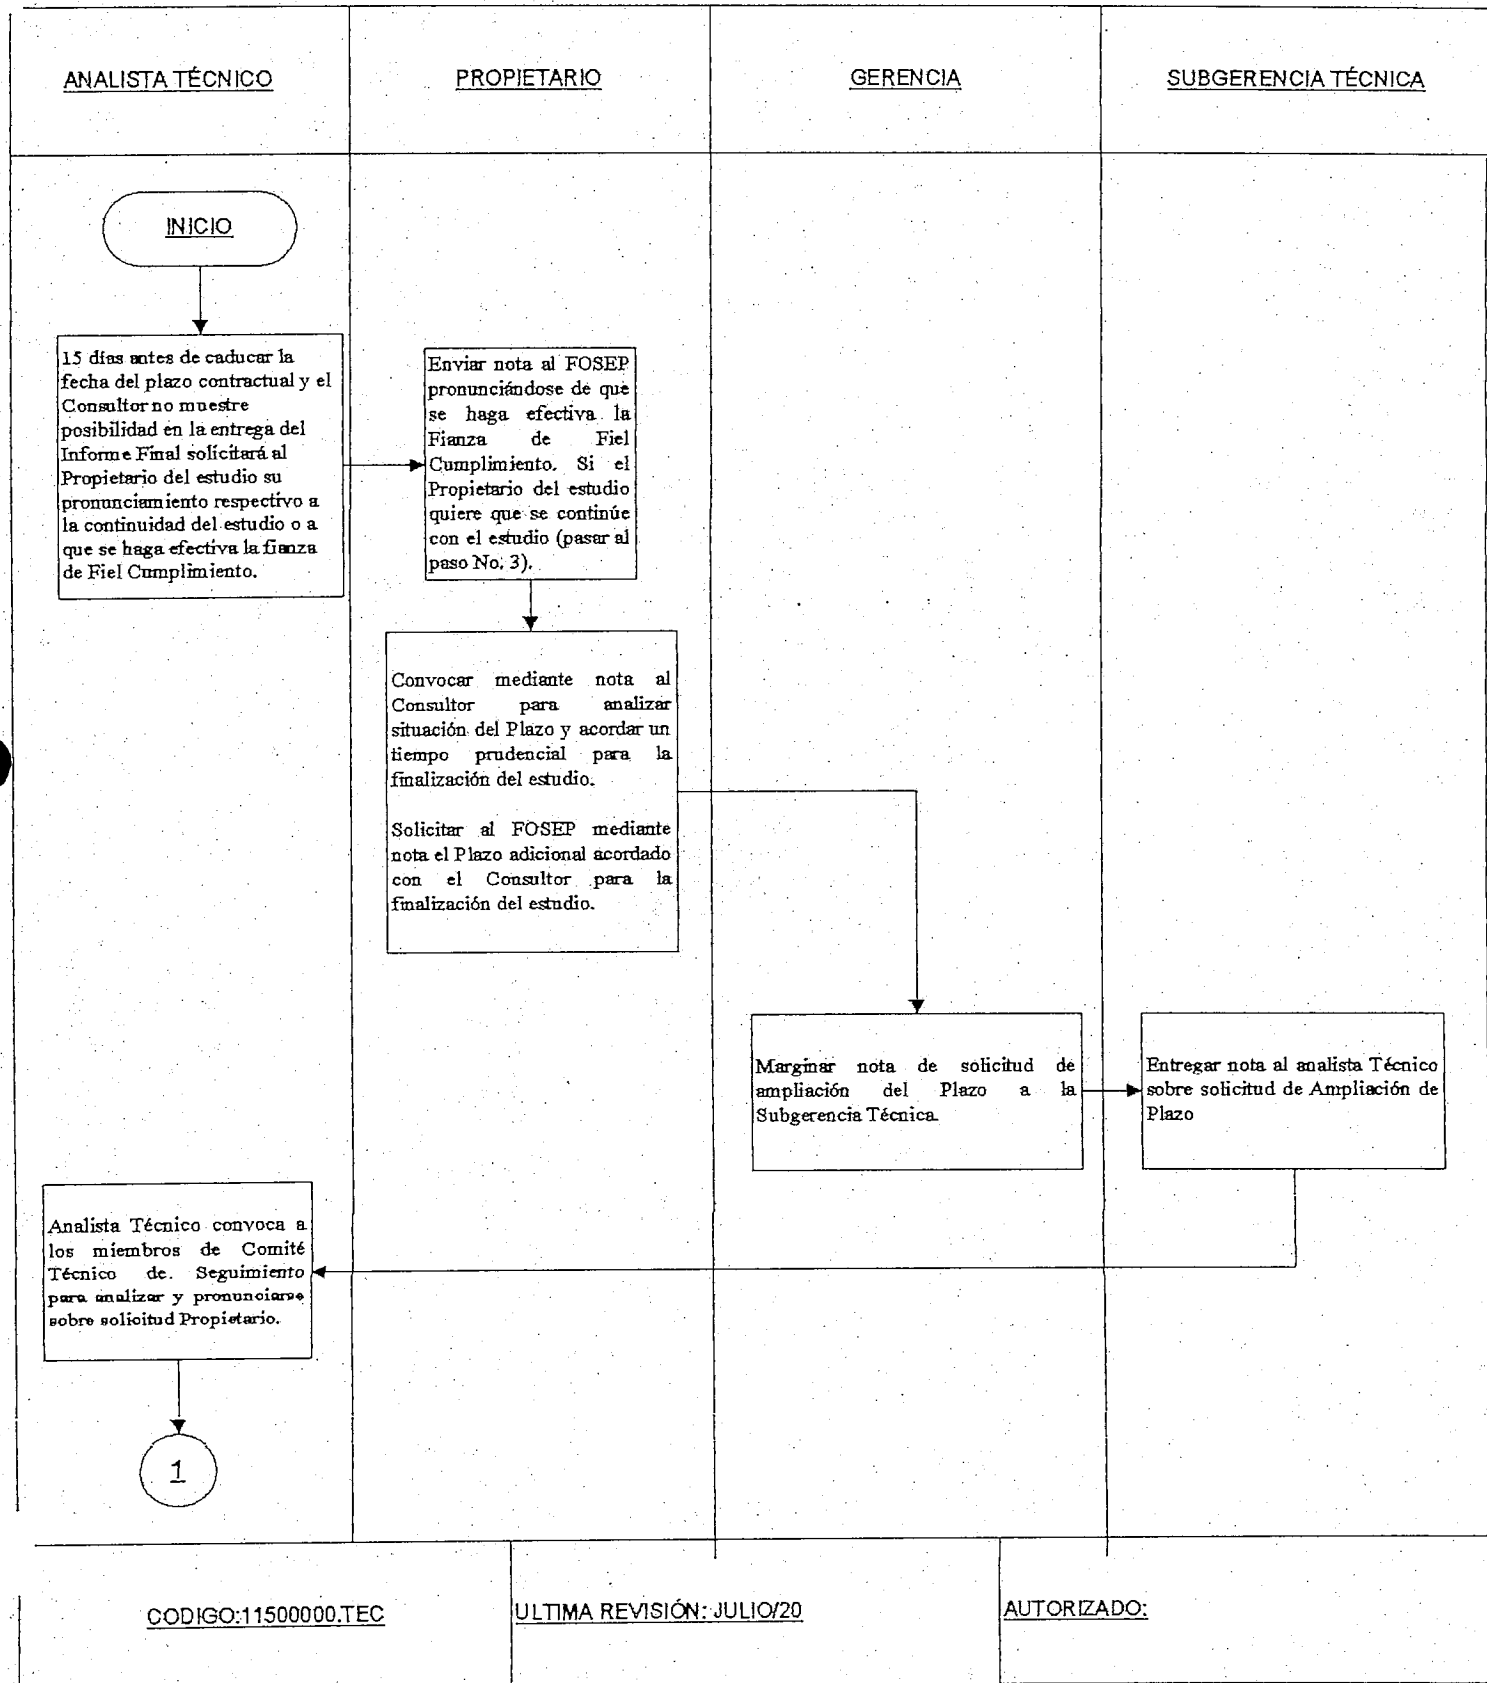 ANALISTA TÉCNICO
PROPIETARIO
GERENCIA
SUBGERENCIA TÉCNICA
INICIO
15 días antes de caducar la
fecha del plazo contractual y el
Consultor no muestre
posibilidad en la entrega del
Informe Final solicitará al
Propietario del estudio su
pronunciamiento respectivo a
la continuidad del estudio o a
que se haga efectiva la fianza
de Fiel Cumplimiento.
Enviar nota al FOSEP
pronunciándose de que
se haga efectiva la
Fianza de Fiel
Cumplimiento. Si el
Propietario del estudio
quiere que se continúe
con el estudio (pasar al
paso No. 3).
Convocar mediante nota al
Consultor para analizar
situación del Plazo y acordar un
tiempo prudencial para la
finalización del estudio.
Solicitar al FOSEP mediante
nota el Plazo adicional acordado
con el Consultor para la
finalización del estudio.
Marginar nota de solicitud de
ampliación del Plazo a la
Subgerencia Técnica.
Entregar nota al analista Técnico
sobre solicitud de Ampliación de
Plazo
Analista Técnico convoca a
los miembros de Comité
Técnico de. Seguimiento
para analizar y pronunciarse
sobre solicitud Propietario.
1
CODIGO:11500000.TEC
ULTIMA REVISIÓN: JULIO/20
AUTORIZADO: